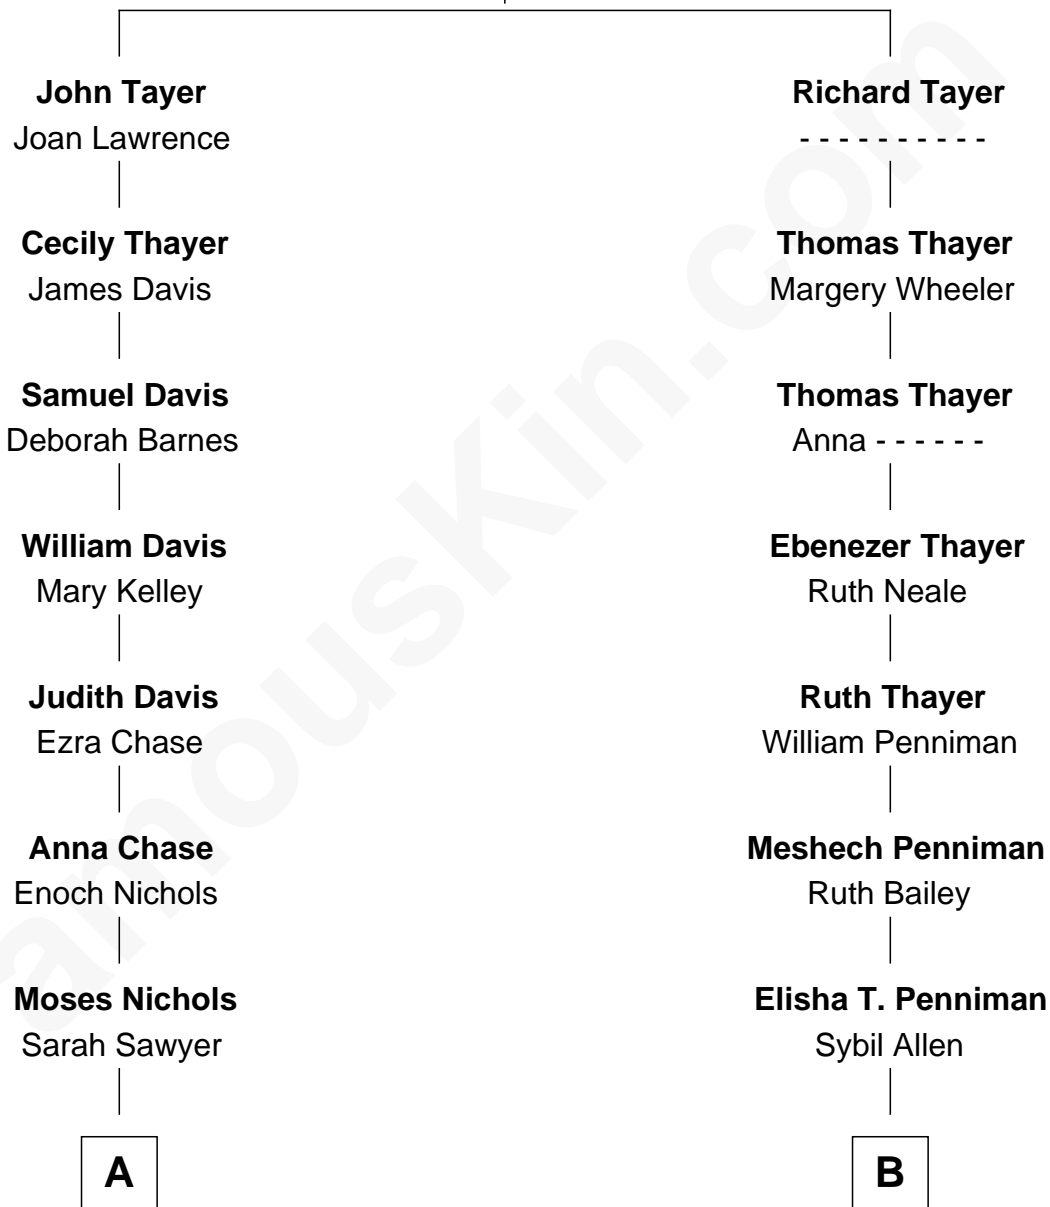 John Tayer
Joan Lawrence
Cecily Thayer
James Davis
Samuel Davis
Deborah Barnes
William Davis
Mary Kelley
Judith Davis
Ezra Chase
Anna Chase
Enoch Nichols
Moses Nichols
Sarah Sawyer
A
Richard Tayer
- - - - - - - - - -
Thomas Thayer
Margery Wheeler
Thomas Thayer
Anna - - - - - -
Ebenezer Thayer
Ruth Neale
Ruth Thayer
William Penniman
Meshech Penniman
Ruth Bailey
Elisha T. Penniman
Sybil Allen
B
amouskin.com